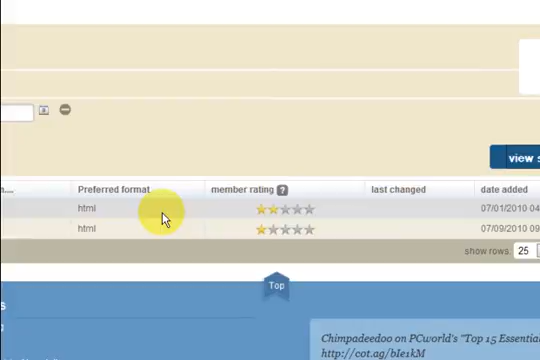 view
Preferred format member rating ? last changed date added
html 07/01/2010 04
html 07/09/2010 09
show rows 25
Top
s
Chimpadeedoo on PCworld's "Top 15 Essentia
http://cot.ag/bIe1kM